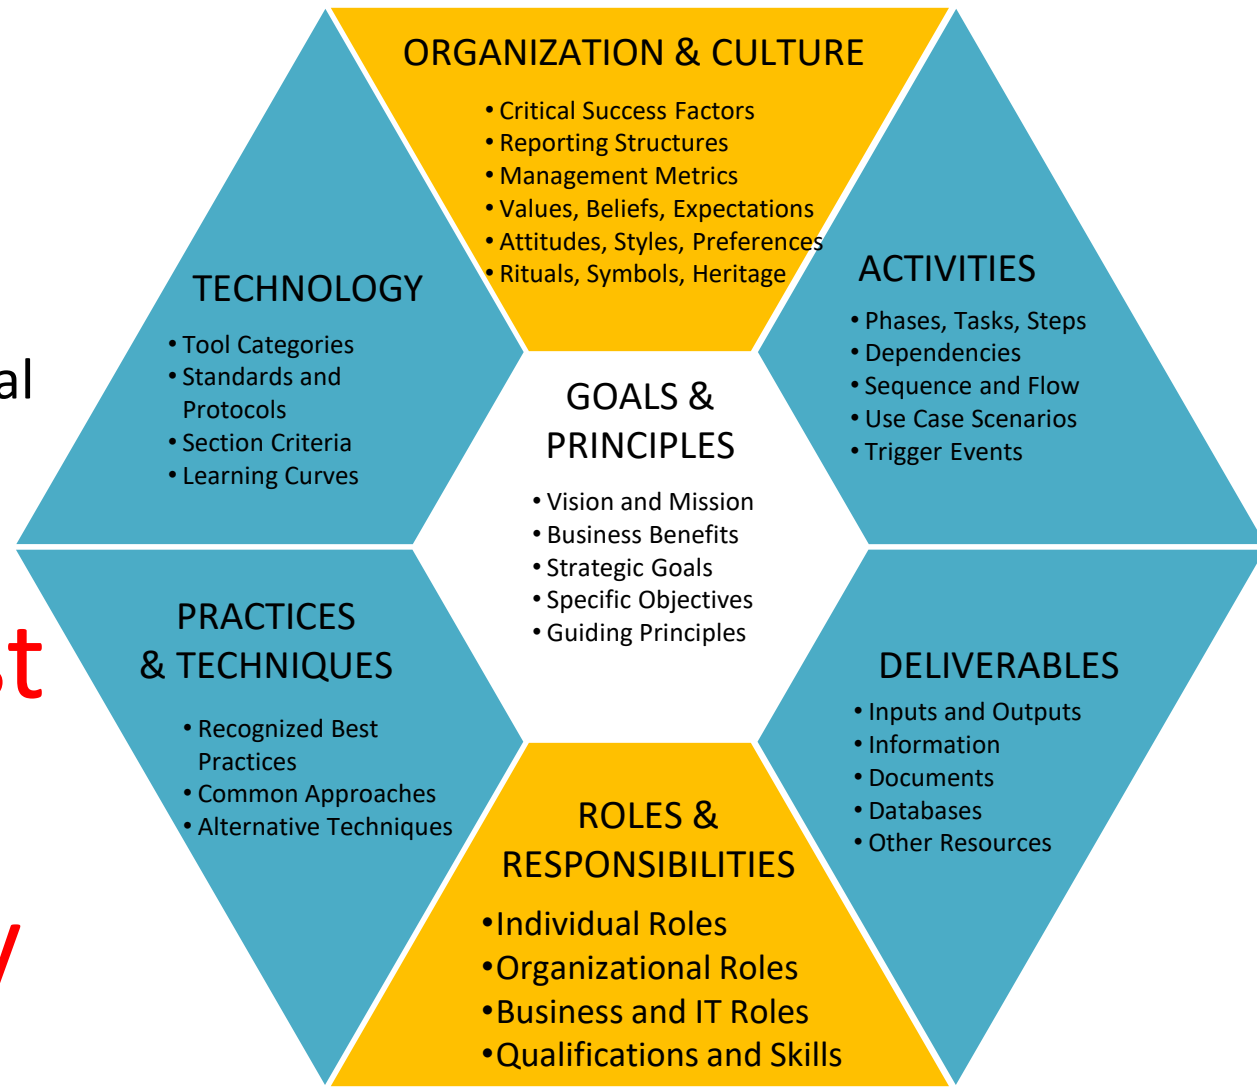 ORGANIZATION & CULTURE
• Critical Success Factors
• Reporting Structures
• Management Metrics
• Values, Beliefs, Expectations
• Attitudes, Styles, Preferences
• Rituals, Symbols, Heritage
TECHNOLOGY
• Tool Categories
• Standards and
Protocols
• Section Criteria
• Learning Curves
ACTIVITIES
• Phases, Tasks, Steps
• Dependencies
• Sequence and Flow
• Use Case Scenarios
• Trigger Events
al
GOALS &
PRINCIPLES
• Vision and Mission
• Business Benefits
• Strategic Goals
• Specific Objectives
• Guiding Principles
st
PRACTICES
& TECHNIQUES
• Recognized Best
Practices
• Common Approaches
• Alternative Techniques
DELIVERABLES
• Inputs and Outputs
• Information
• Documents
• Databases
• Other Resources
y
ROLES &
RESPONSIBILITIES
• Individual Roles
• Organizational Roles
• Business and IT Roles
• Qualifications and Skills